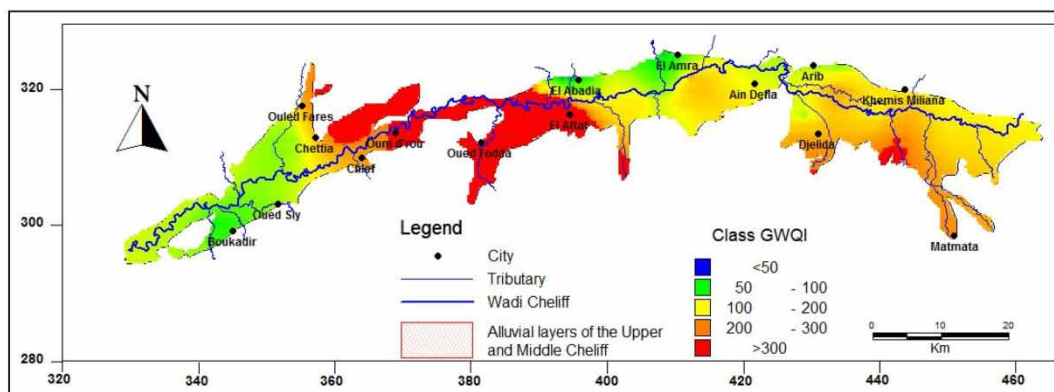 320
300
280
N
El Amra
Arib
El Abadia
Ain Defla
Khemis Miliana
Ouled Fares
El Attaf
Chettia
Oum d'rou
Oued Fodda
Djelida
Chlef
Oued Sly
Boukadir
Matmata
Legend
City
Tributary
Wadi Cheliff
Alluvial layers of the Upper
and Middle Cheliff
Class GWQI
<50
50 - 100
100 - 200
200 - 300
>300
0 10 20
Km
320 340 360 380 400 420 440 460